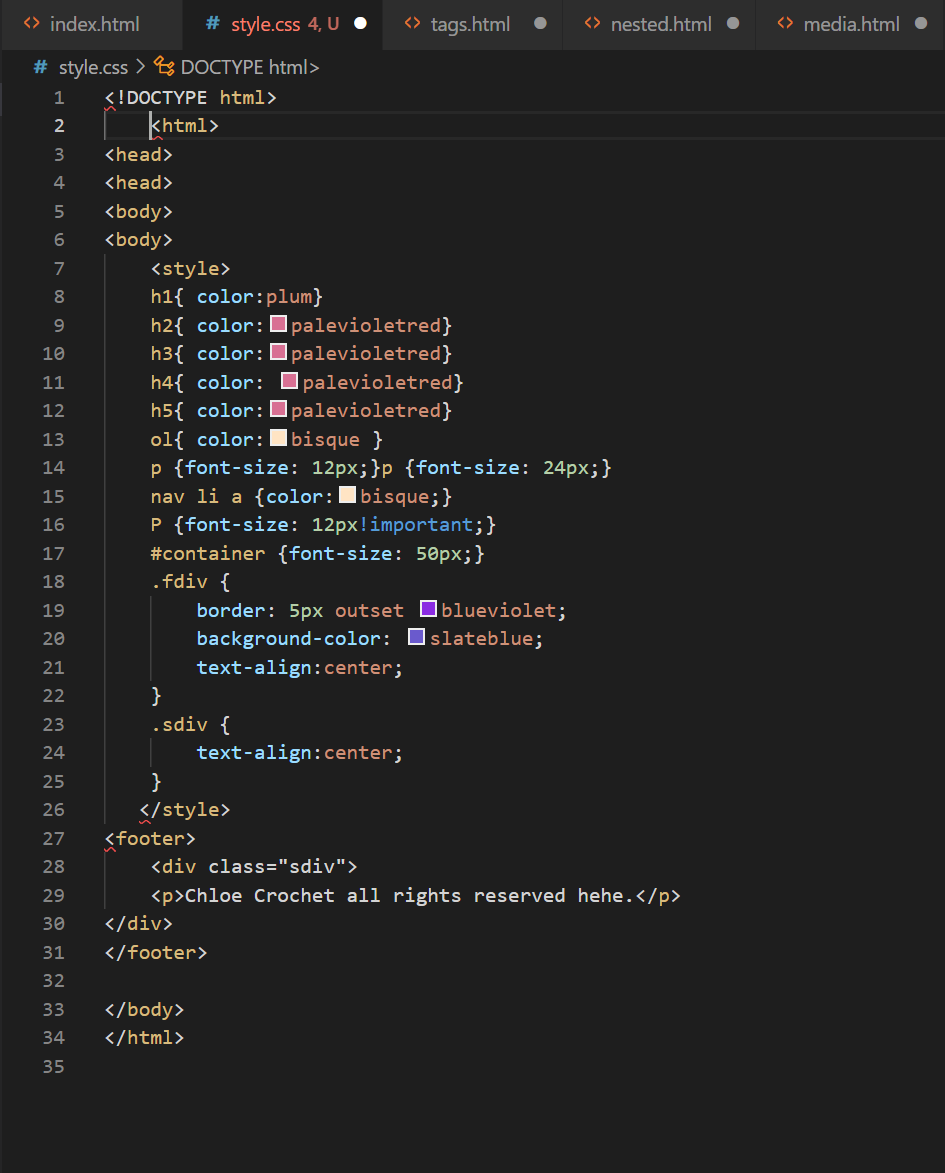 index.html
# style.css 4, U
tags.html
nested.html
media.html
# style.css > DOCTYPE html>
1 <!DOCTYPE html>
2     <html>
3 <head>
4 <head>
5 <body>
6 <body>
7     <style>
8     h1{ color:plum}
9     h2{ color:palevioletred}
10     h3{ color:palevioletred}
11     h4{ color: palevioletred}
12     h5{ color:palevioletred}
13     ol{ color:bisque }
14     p {font-size: 12px;}p {font-size: 24px;}
15     nav li a {color:bisque;}
16     P {font-size: 12px!important;}
17     #container {font-size: 50px;}
18     .fdiv {
19         border: 5px outset blueviolet;
20         background-color: slateblue;
21         text-align:center;
22     }
23     .sdiv {
24         text-align:center;
25     }
26    </style>
27 <footer>
28     <div class="sdiv">
29     <p>Chloe Crochet all rights reserved hehe.</p>
30 </div>
31 </footer>
32
33 </body>
34 </html>
35